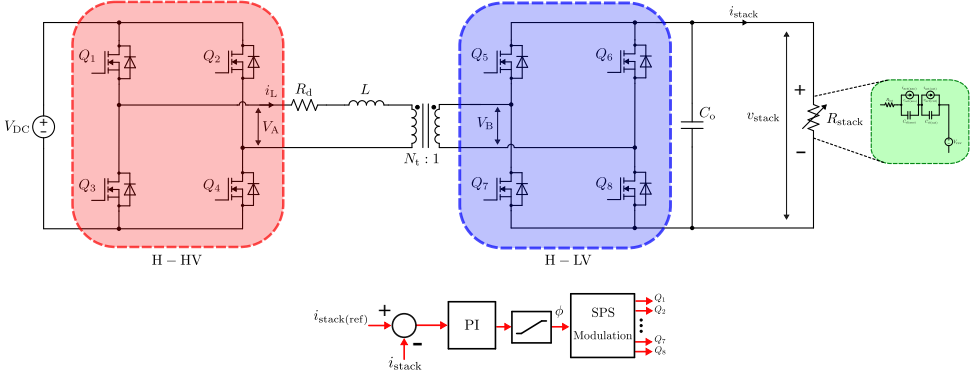 i_stack
Q_1
Q_2
Q_5
Q_6
i_L
R_d
L
V_DC
V_A
V_B
C_o
v_stack
+
R_stack
−
N_t : 1
Q_3
Q_4
Q_7
Q_8
H − HV
H − LV
i_stack(ref)
+
−
i_stack
PI
ϕ
SPS
Modulation
Q_1
Q_2
Q_7
Q_8